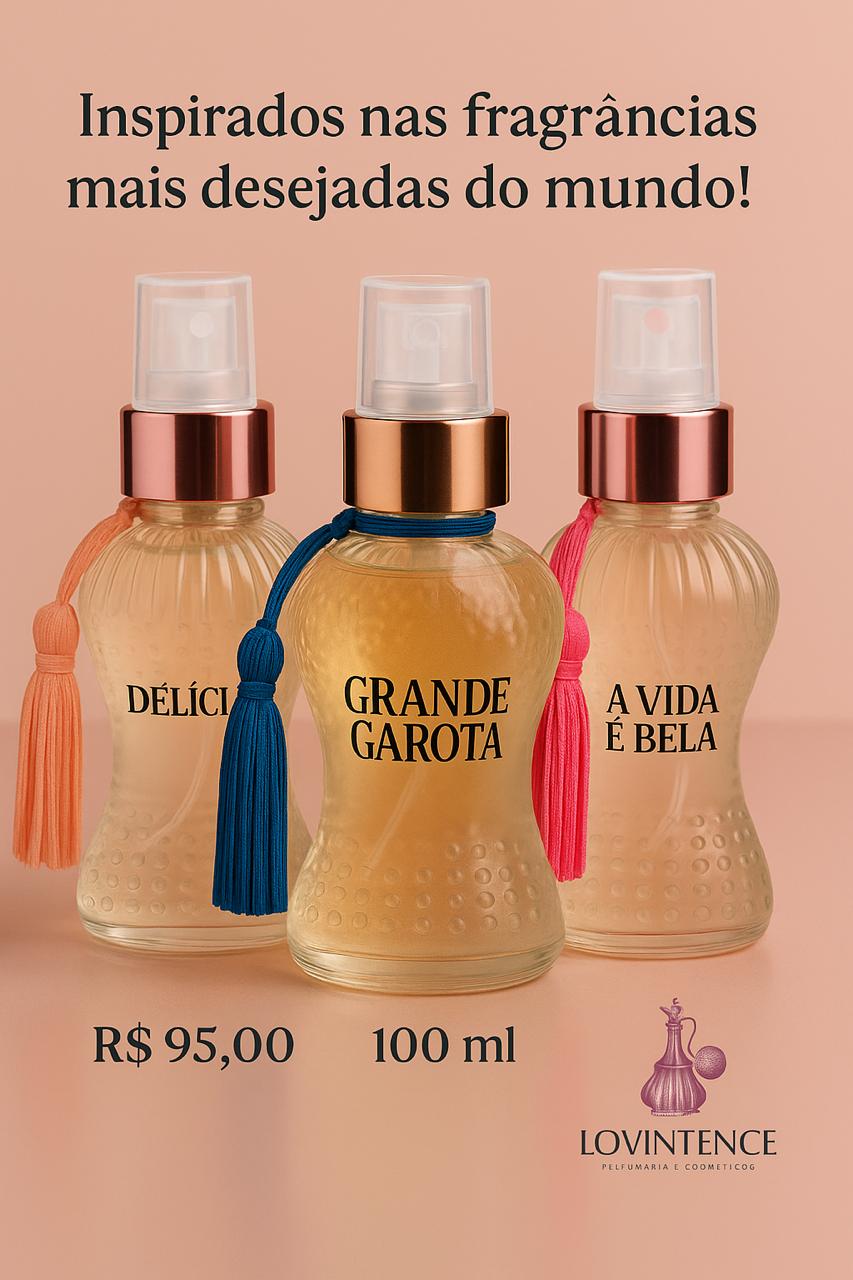 Inspirados nas fragrâncias
mais desejadas do mundo!
DÉLÍCI
GRANDE
GAROTA
A VIDA
É BELA
R$ 95,00
100 ml
LOVINTENCE
PELFUMARIA E COOMETICOG